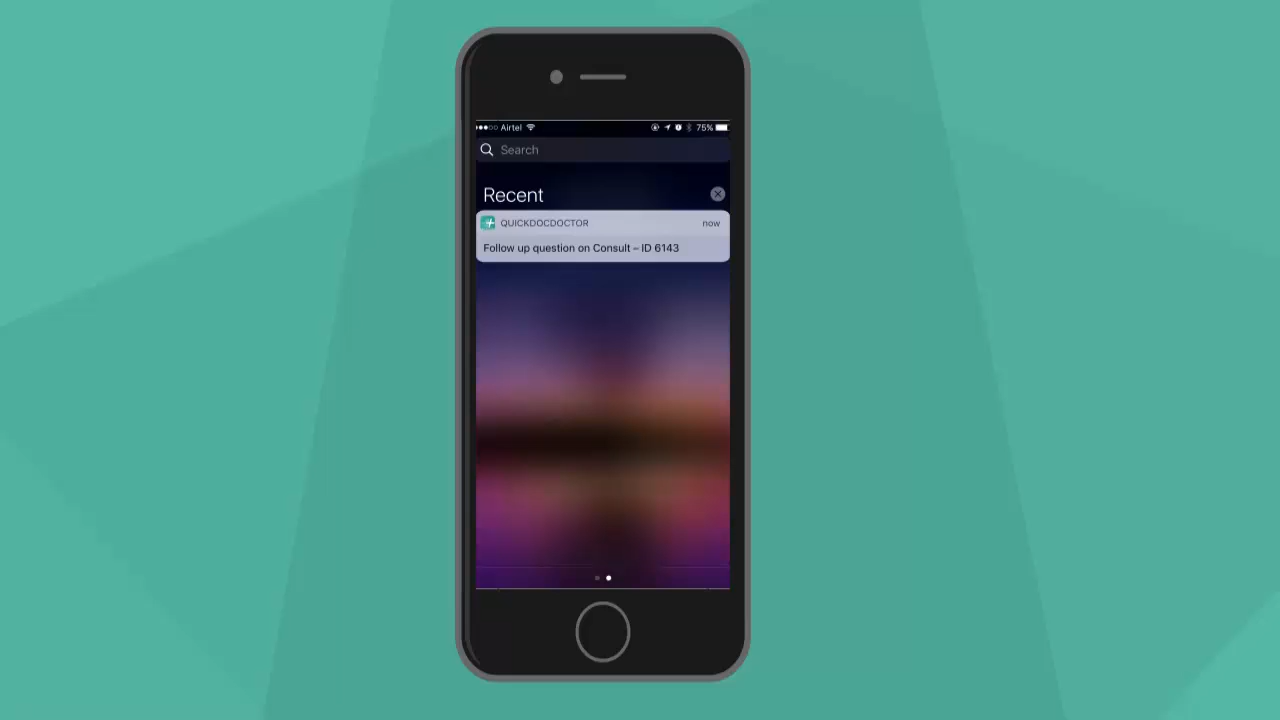 Airtel 75%
Search
Recent
QUICKDOCDOCTOR now
Follow up question on Consult – ID 6143